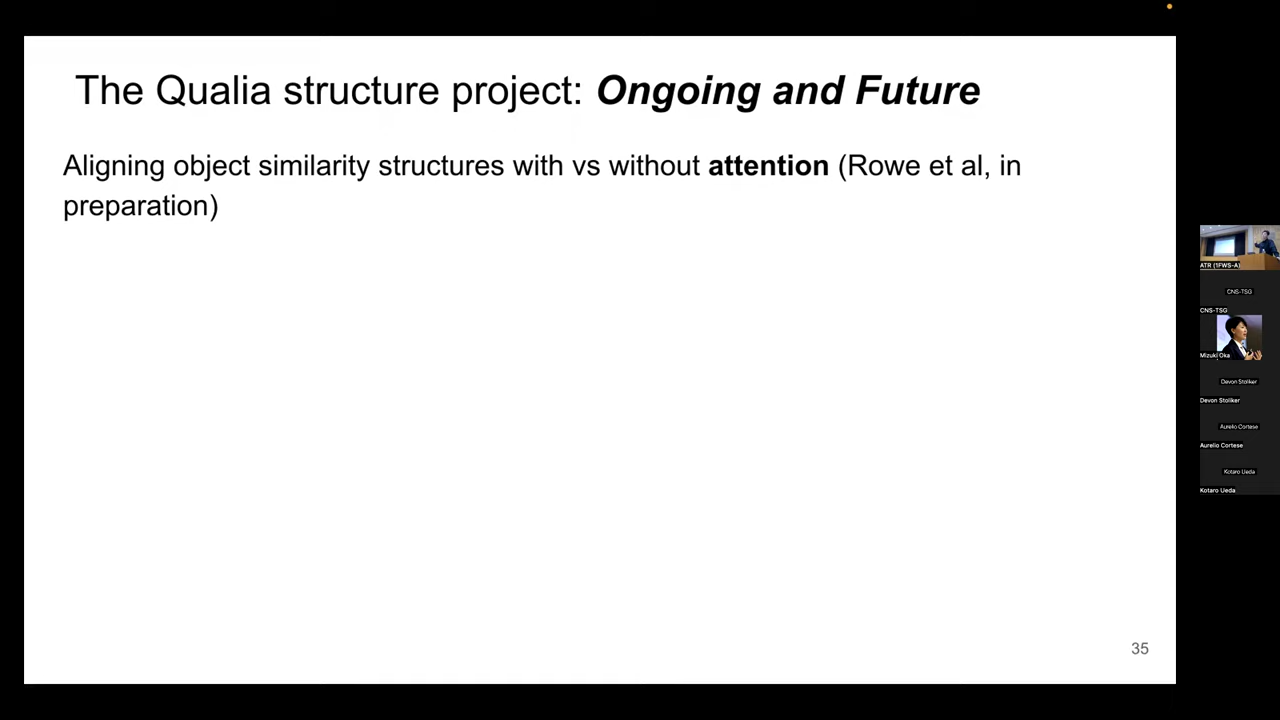 The Qualia structure project: Ongoing and Future
Aligning object similarity structures with vs without attention (Rowe et al, in
preparation)
35
ATR (1FWS-A)
CNS-TSG
CNS-TSG
Mizuki Oka
Devon Stoliker
Devon Stoliker
Aurelio Cortese
Aurelio Cortese
Kotaro Ueda
Kotaro Ueda